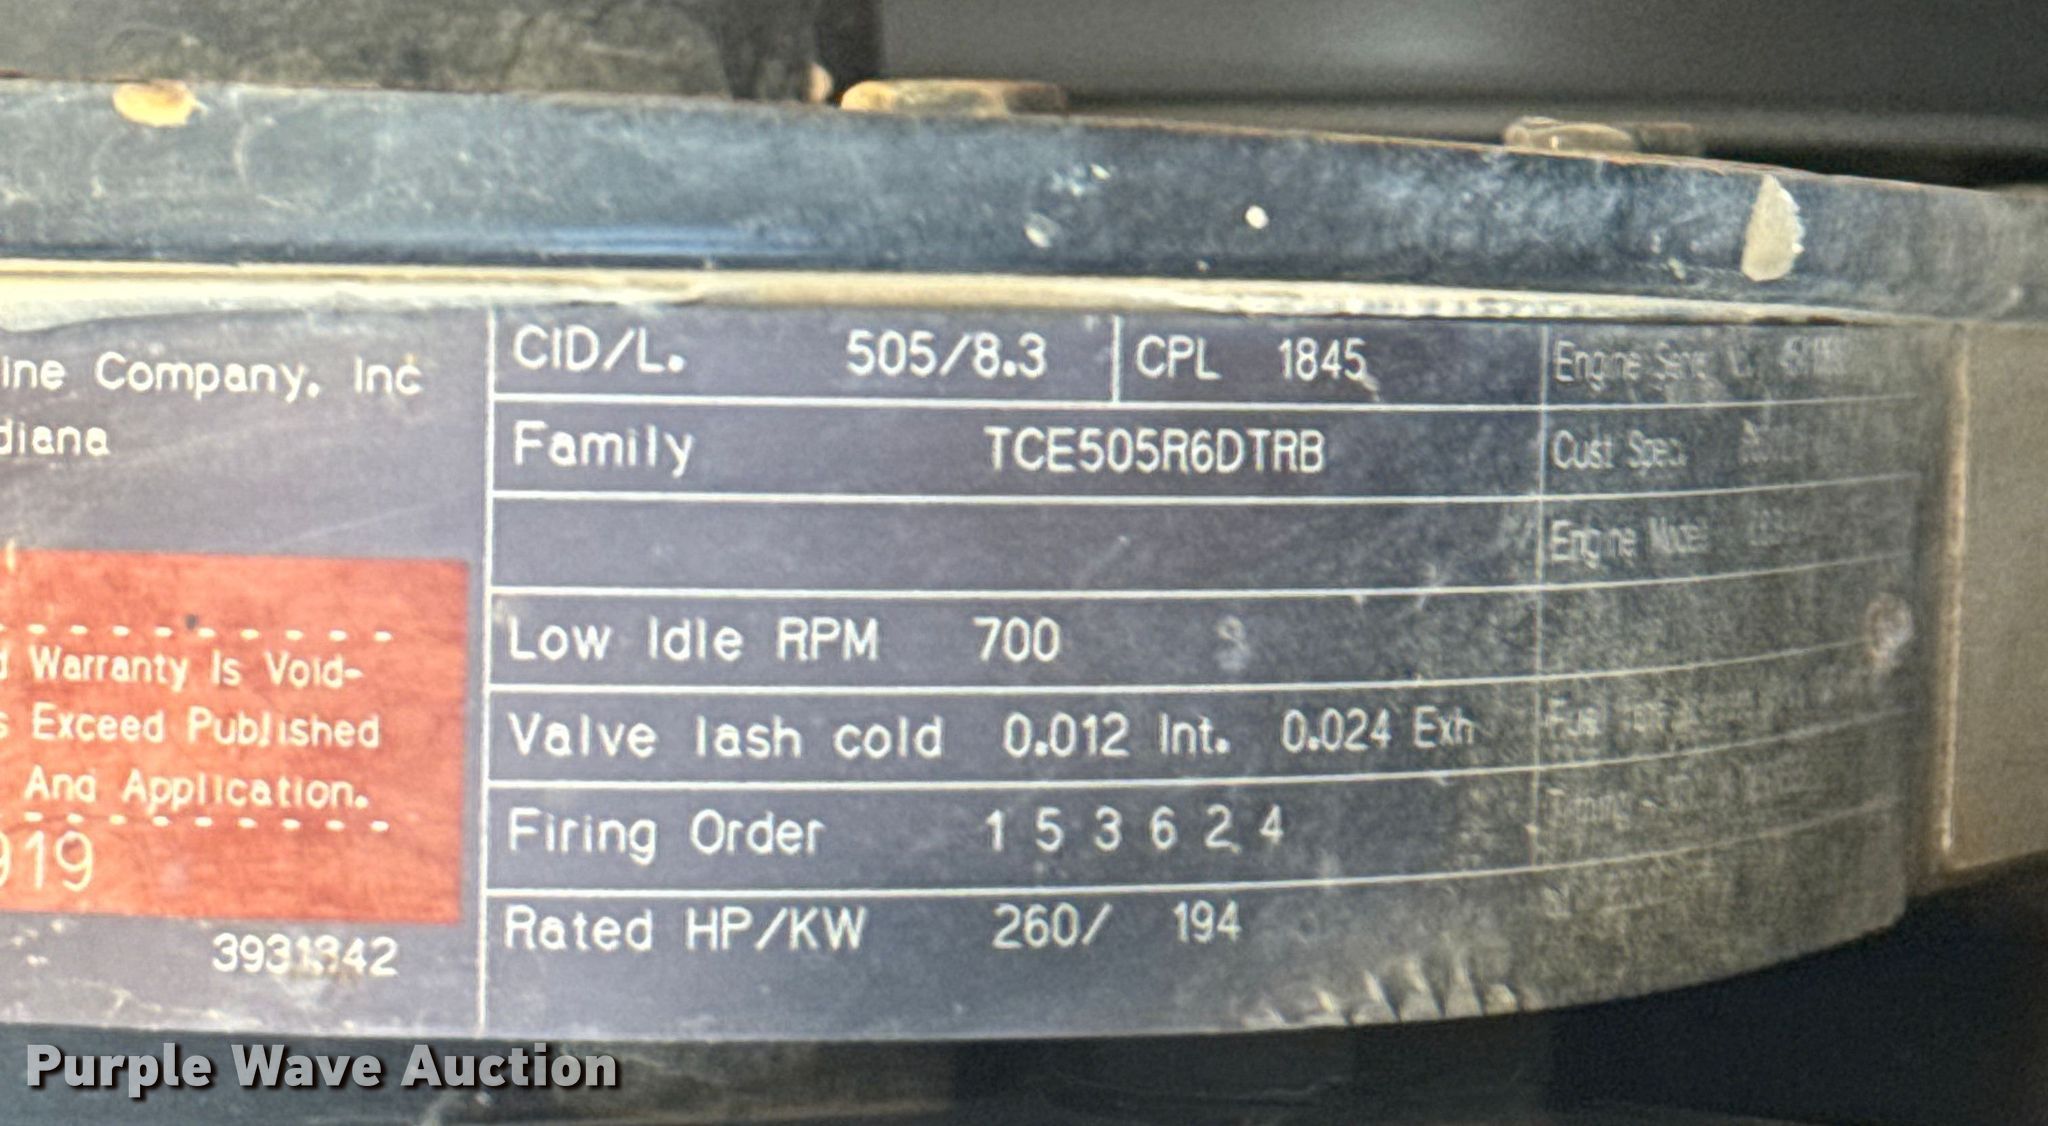 ine Company, Inc
diana
Warranty Is Void-
s Exceed Published
And Application.
919
3931342
CID/L. 505/8.3 CPL 1845
Family TCE505R6DTRB
Low Idle RPM 700
Valve lash cold 0.012 Int. 0.024 Exh
Firing Order 1 5 3 6 2 4
Rated HP/KW 260/ 194
Engine
Cust Spec.
Engine Model
Fuel
Timing
Purple Wave Auction